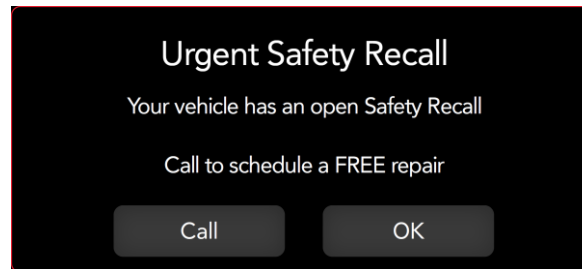 Urgent Safety Recall
Your vehicle has an open Safety Recall
Call to schedule a FREE repair
Call OK